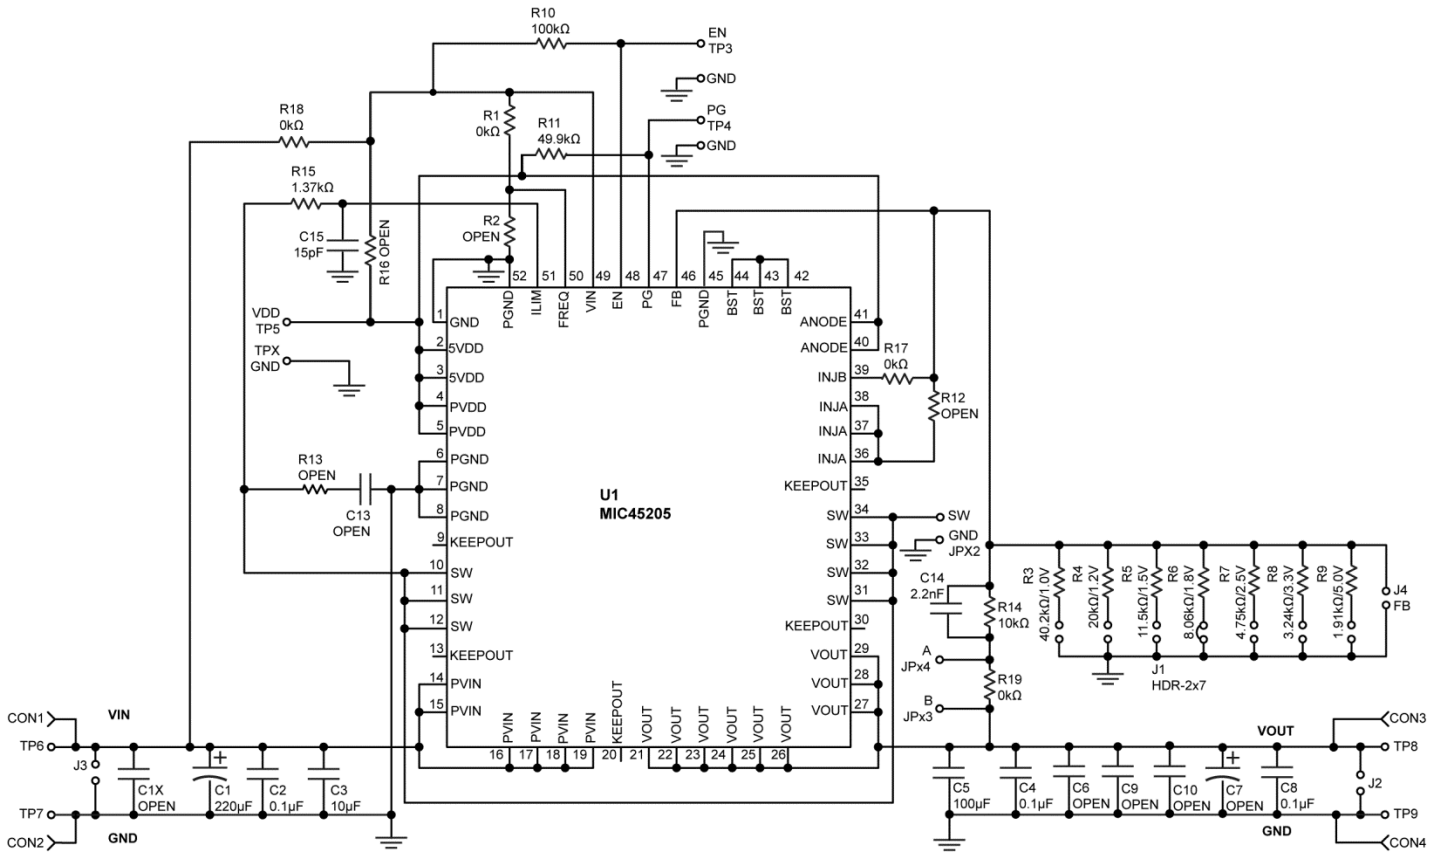 R10
100kΩ
EN
TP3
GND
PG
TP4
GND
R18
0kΩ
R1
0kΩ
R11
49.9kΩ
R15
1.37kΩ
C15
15pF
R16 OPEN
R2
OPEN
VDD
TP5
TPX
GND
52 51 50 49 48 47 46 45 44 43 42
PGND ILIM FREQ VIN EN PG FB PGND BST BST BST
1 GND
2 5VDD
3 5VDD
4 PVDD
5 PVDD
6 PGND
7 PGND
8 PGND
9 KEEPOUT
10 SW
11 SW
12 SW
13 KEEPOUT
14 PVIN
15 PVIN
U1
MIC45205
ANODE 41
ANODE 40
INJB 39
INJA 38
INJA 37
INJA 36
KEEPOUT 35
SW 34
SW 33
SW 32
SW 31
KEEPOUT 30
VOUT 29
VOUT 28
VOUT 27
PVIN PVIN PVIN PVIN KEEPOUT VOUT VOUT VOUT VOUT VOUT VOUT
16 17 18 19 20 21 22 23 24 25 26
R17
0kΩ
R12
OPEN
R13
OPEN
C13
OPEN
SW
GND
JPX2
C14
2.2nF
R14
10kΩ
A
JPx4
R19
0kΩ
B
JPx3
R3
40.2kΩ/1.0V
R4
20kΩ/1.2V
R5
11.5kΩ/1.5V
R6
8.06kΩ/1.8V
R7
4.75kΩ/2.5V
R8
3.24kΩ/3.3V
R9
1.91kΩ/5.0V
J4
FB
J1
HDR-2x7
CON1
VIN
TP6
J3
C1X
OPEN
+
C1
220µF
C2
0.1µF
C3
10µF
TP7
CON2
GND
VOUT
CON3
TP8
C5
100µF
C4
0.1µF
C6
OPEN
C9
OPEN
C10
OPEN
+
C7
OPEN
C8
0.1µF
J2
TP9
GND
CON4